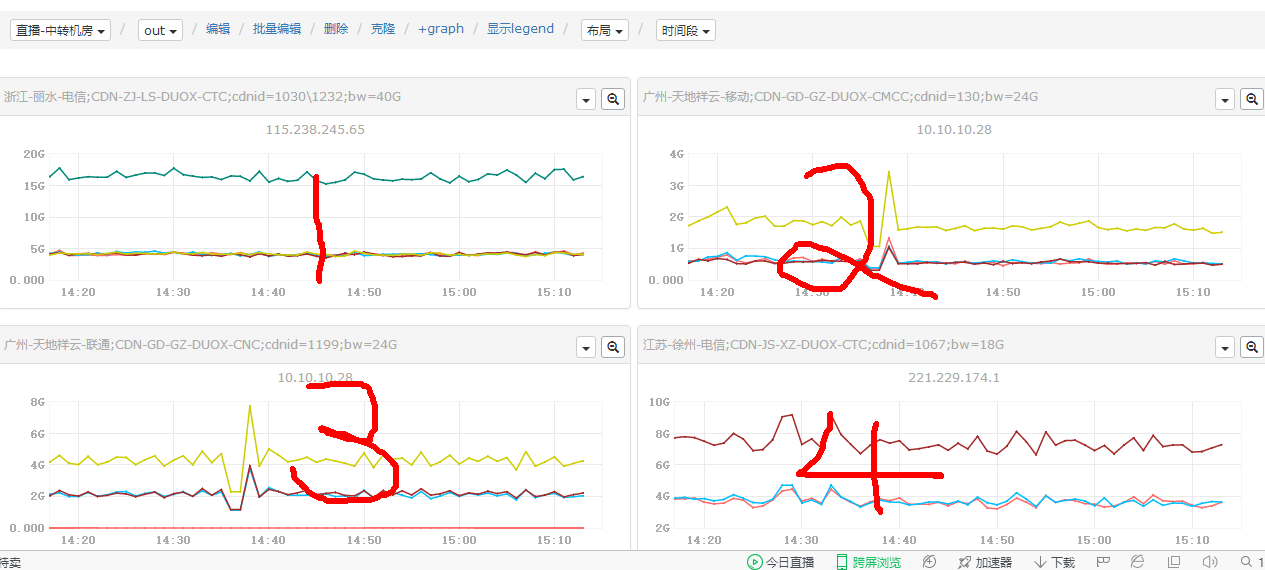 直播-中转机房 / out / 编辑 / 批量编辑 / 删除 / 克隆 / +graph / 显示legend / 布局 / 时间段
浙江-丽水-电信;CDN-ZJ-LS-DUOX-CTC;cdnid=1030\1232;bw=40G
115.238.245.65
20G
15G
10G
5G
0.000
14:20 14:30 14:40 14:50 15:00 15:10
1
广州-天地祥云-移动;CDN-GD-GZ-DUOX-CMCC;cdnid=130;bw=24G
10.10.10.28
4G
3G
2G
1G
0.000
14:20 14:30 14:40 14:50 15:00 15:10
2
广州-天地祥云-联通;CDN-GD-GZ-DUOX-CNC;cdnid=1199;bw=24G
10.10.10.28
8G
6G
4G
2G
0.000
14:20 14:30 14:40 14:50 15:00 15:10
3
江苏-徐州-电信;CDN-JS-XZ-DUOX-CTC;cdnid=1067;bw=18G
221.229.174.1
10G
8G
6G
4G
2G
14:20 14:30 14:40 14:50 15:00 15:10
4
特卖 今日直播 跨屏浏览 加速器 下载 1